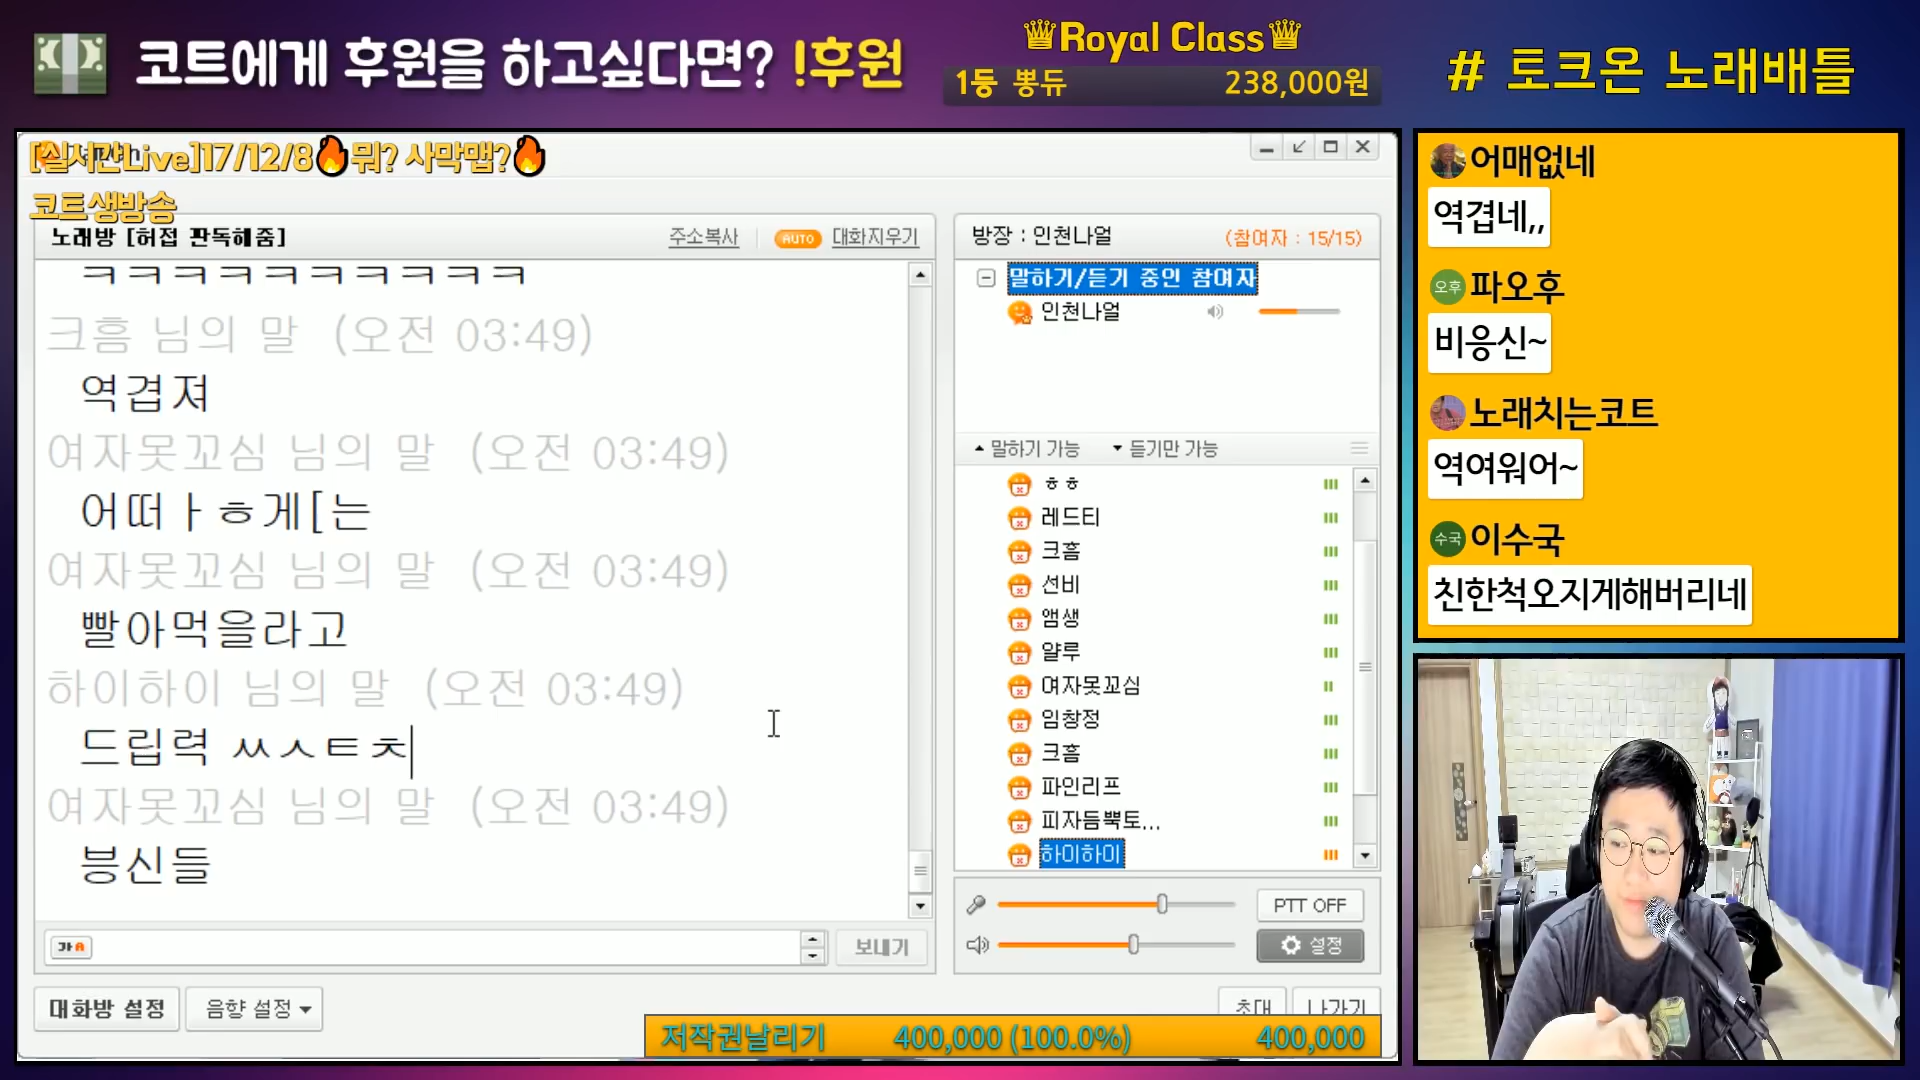 코트에게 후원을 하고싶다면? !후원
♛Royal Class♛
1등 뽕듀 238,000원
# 토크온 노래배틀
[실시간Live]17/12/8🔥뭐? 사막맵?🔥
코트생방송
노래방 [허접 판독해줌]
주소복사
AUTO 대화지우기
ㅋㅋㅋㅋㅋㅋㅋㅋㅋㅋ
크흠 님의 말 (오전 03:49)
역겹져
여자못꼬심 님의 말 (오전 03:49)
어떠ㅏㅎ게[는
여자못꼬심 님의 말 (오전 03:49)
빨아먹을라고
하이하이 님의 말 (오전 03:49)
드립력 ㅆㅅㅌㅊ
여자못꼬심 님의 말 (오전 03:49)
븡신들
가A
보내기
대화방 설정
음향 설정
방장 : 인천나얼
(참여자 : 15/15)
말하기/듣기 중인 참여자
인천나얼
말하기 가능
듣기만 가능
ㅎㅎ
레드티
크흠
선비
앰생
얄루
여자못꼬심
임창정
크흠
파인리프
피자듬뿍토...
하이하이
PTT OFF
설정
초대
나가기
저작권날리기 400,000 (100.0%) 400,000
어매없네
역겹네,,
오후 파오후
비응신~
노래치는코트
역여워어~
수국 이수국
친한척오지게해버리네